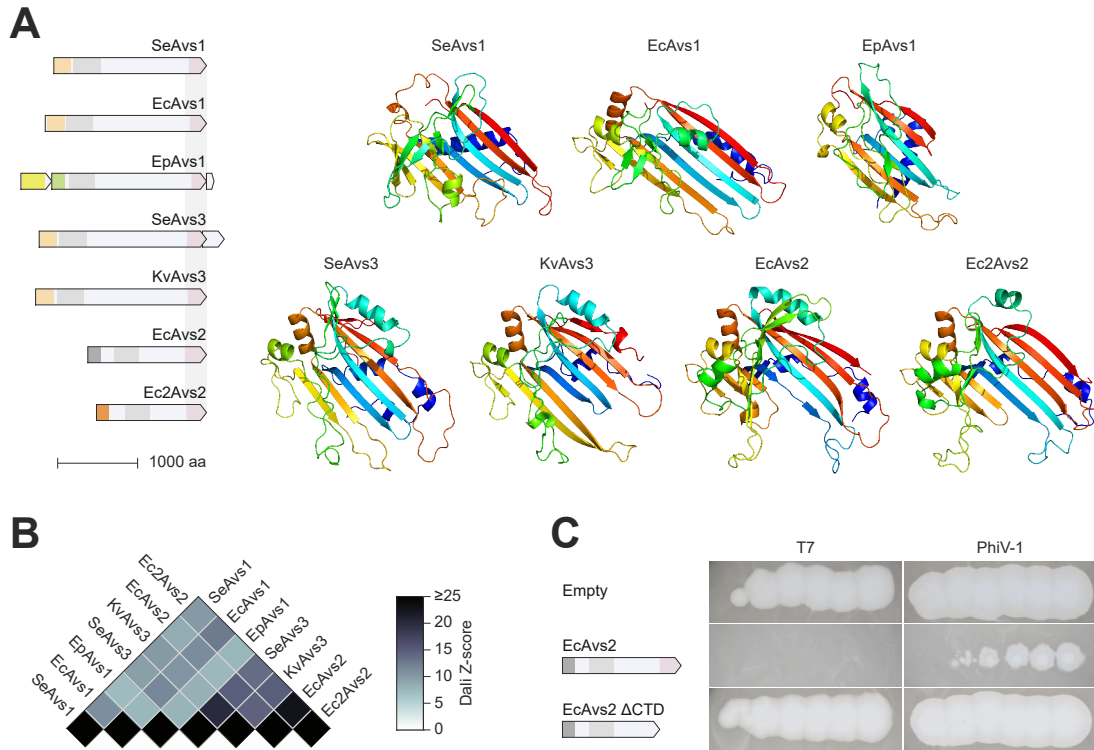 A
SeAvs1
EcAvs1
EpAvs1
SeAvs3
KvAvs3
EcAvs2
Ec2Avs2
1000 aa
SeAvs1
EcAvs1
EpAvs1
SeAvs3
KvAvs3
EcAvs2
Ec2Avs2
B
Ec2Avs2
EcAvs2
KvAvs3
SeAvs3
EpAvs1
EcAvs1
SeAvs1
SeAvs1
EcAvs1
EpAvs1
SeAvs3
KvAvs3
EcAvs2
Ec2Avs2
≥25
20
15
10
5
0
Dali Z-score
C
T7
PhiV-1
Empty
EcAvs2
EcAvs2 ΔCTD